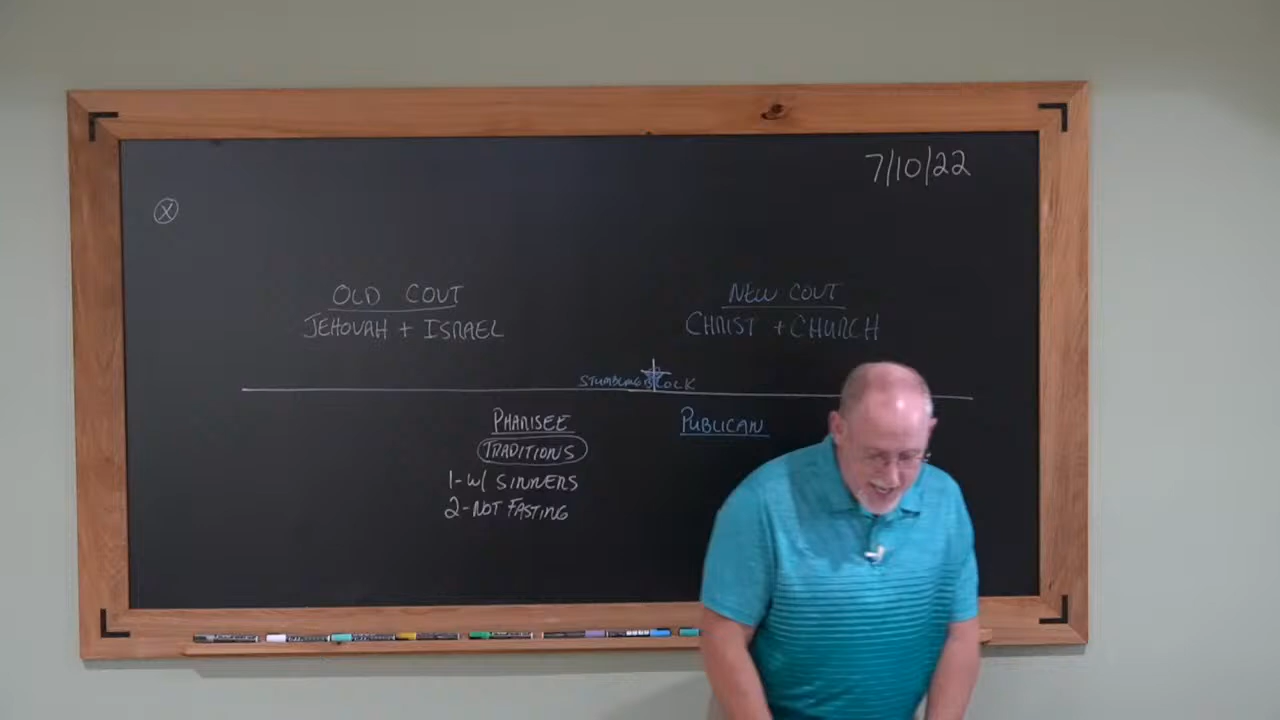 7/10/22
X
OLD COVT
JEHOVAH + ISRAEL
NEW COVT
CHRIST + CHURCH
STUMBLING BLOCK
PHARISEE
TRADITIONS
1-W/ SINNERS
2-NOT FASTING
PUBLICAN